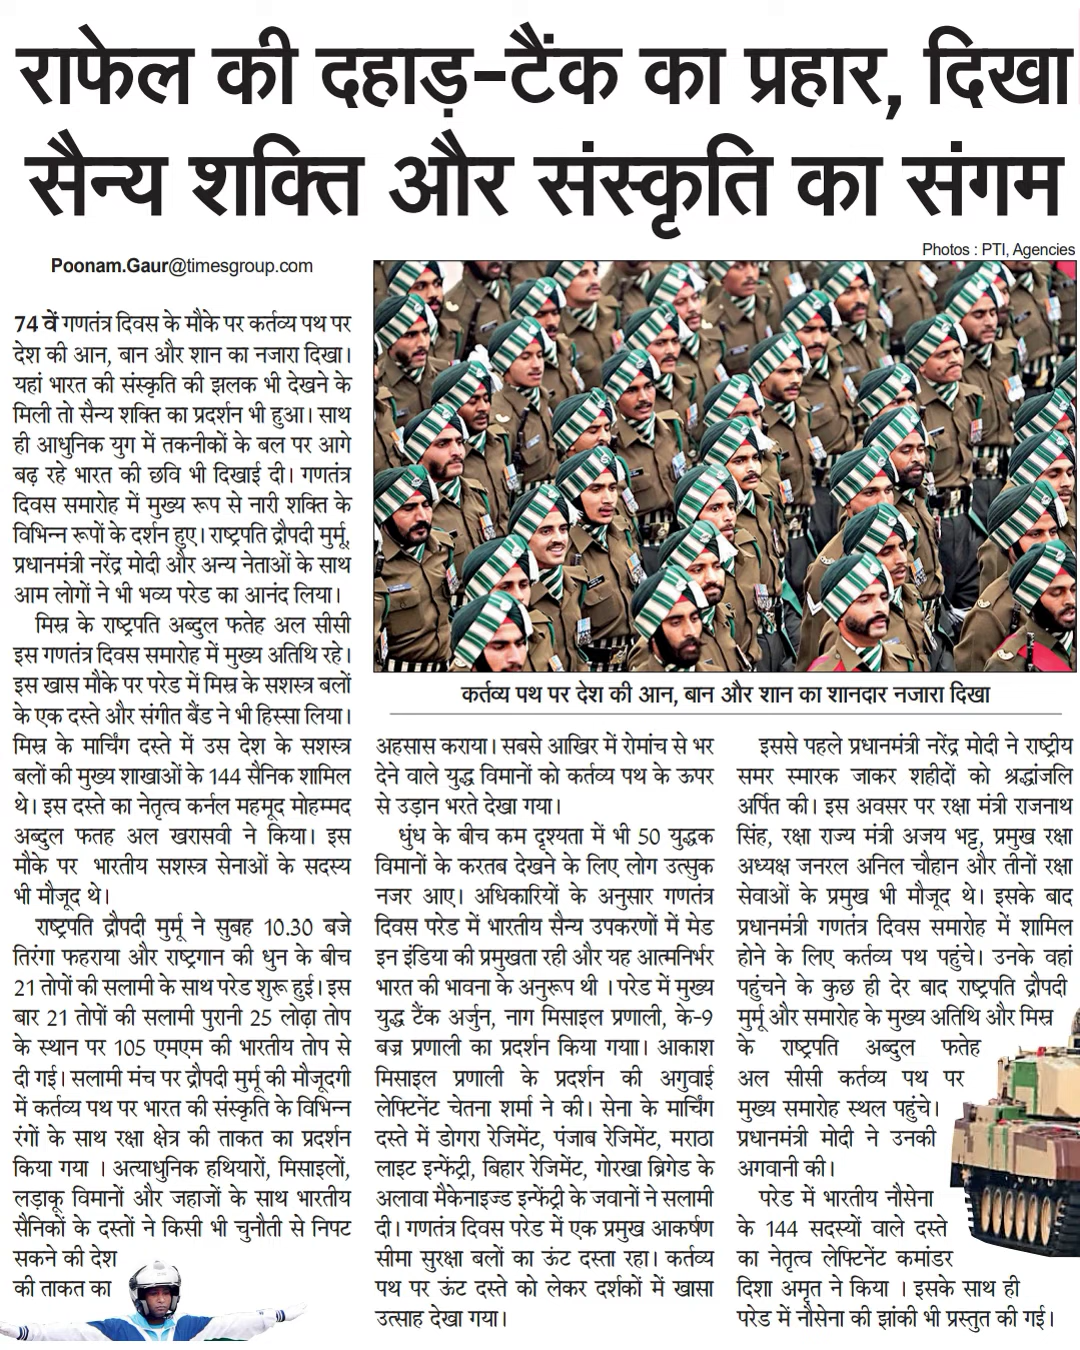 राफेल की दहाड़-टैंक का प्रहार, दिखा
सैन्य शक्ति और संस्कृति का संगम
Photos : PTI, Agencies
Poonam.Gaur@timesgroup.com
74 वें गणतंत्र दिवस के मौके पर कर्तव्य पथ पर
देश की आन, बान और शान का नजारा दिखा।
यहां भारत की संस्कृति की झलक भी देखने के
मिली तो सैन्य शक्ति का प्रदर्शन भी हुआ। साथ
ही आधुनिक युग में तकनीकों के बल पर आगे
बढ़ रहे भारत की छवि भी दिखाई दी। गणतंत्र
दिवस समारोह में मुख्य रूप से नारी शक्ति के
विभिन्न रूपों के दर्शन हुए। राष्ट्रपति द्रौपदी मुर्मू,
प्रधानमंत्री नरेंद्र मोदी और अन्य नेताओं के साथ
आम लोगों ने भी भव्य परेड का आनंद लिया।
मिस्र के राष्ट्रपति अब्दुल फतेह अल सीसी
इस गणतंत्र दिवस समारोह में मुख्य अतिथि रहे।
इस खास मौके पर परेड में मिस्र के सशस्त्र बलों
के एक दस्ते और संगीत बैंड ने भी हिस्सा लिया।
मिस्र के मार्चिंग दस्ते में उस देश के सशस्त्र
बलों की मुख्य शाखाओं के 144 सैनिक शामिल
थे। इस दस्ते का नेतृत्व कर्नल महमूद मोहम्मद
अब्दुल फतह अल खरासवी ने किया। इस
मौके पर भारतीय सशस्त्र सेनाओं के सदस्य
भी मौजूद थे।
राष्ट्रपति द्रौपदी मुर्मू ने सुबह 10.30 बजे
तिरंगा फहराया और राष्ट्रगान की धुन के बीच
21 तोपों की सलामी के साथ परेड शुरू हुई। इस
बार 21 तोपों की सलामी पुरानी 25 लोढ़ा तोप
के स्थान पर 105 एमएम की भारतीय तोप से
दी गई। सलामी मंच पर द्रौपदी मुर्मू की मौजूदगी
में कर्तव्य पथ पर भारत की संस्कृति के विभिन्न
रंगों के साथ रक्षा क्षेत्र की ताकत का प्रदर्शन
किया गया । अत्याधुनिक हथियारों, मिसाइलों,
लड़ाकू विमानों और जहाजों के साथ भारतीय
सैनिकों के दस्तों ने किसी भी चुनौती से निपट
सकने की देश
की ताकत का
कर्तव्य पथ पर देश की आन, बान और शान का शानदार नजारा दिखा
अहसास कराया। सबसे आखिर में रोमांच से भर
देने वाले युद्ध विमानों को कर्तव्य पथ के ऊपर
से उड़ान भरते देखा गया।
धुंध के बीच कम दृश्यता में भी 50 युद्धक
विमानों के करतब देखने के लिए लोग उत्सुक
नजर आए। अधिकारियों के अनुसार गणतंत्र
दिवस परेड में भारतीय सैन्य उपकरणों में मेड
इन इंडिया की प्रमुखता रही और यह आत्मनिर्भर
भारत की भावना के अनुरूप थी । परेड में मुख्य
युद्ध टैंक अर्जुन, नाग मिसाइल प्रणाली, के-9
बज्र प्रणाली का प्रदर्शन किया गयाा। आकाश
मिसाइल प्रणाली के प्रदर्शन की अगुवाई
लेफ्टिनेंट चेतना शर्मा ने की। सेना के मार्चिंग
दस्ते में डोगरा रेजिमेंट, पंजाब रेजिमेंट, मराठा
लाइट इन्फेंट्री, बिहार रेजिमेंट, गोरखा ब्रिगेड के
अलावा मैकेनाइज्ड इन्फेंट्री के जवानों ने सलामी
दी। गणतंत्र दिवस परेड में एक प्रमुख आकर्षण
सीमा सुरक्षा बलों का ऊंट दस्ता रहा। कर्तव्य
पथ पर ऊंट दस्ते को लेकर दर्शकों में खासा
उत्साह देखा गया।
इससे पहले प्रधानमंत्री नरेंद्र मोदी ने राष्ट्रीय
समर स्मारक जाकर शहीदों को श्रद्धांजलि
अर्पित की। इस अवसर पर रक्षा मंत्री राजनाथ
सिंह, रक्षा राज्य मंत्री अजय भट्ट, प्रमुख रक्षा
अध्यक्ष जनरल अनिल चौहान और तीनों रक्षा
सेवाओं के प्रमुख भी मौजूद थे। इसके बाद
प्रधानमंत्री गणतंत्र दिवस समारोह में शामिल
होने के लिए कर्तव्य पथ पहुंचे। उनके वहां
पहुंचने के कुछ ही देर बाद राष्ट्रपति द्रौपदी
मुर्मू और समारोह के मुख्य अतिथि और मिस्र
के राष्ट्रपति अब्दुल फतेह
अल सीसी कर्तव्य पथ पर
मुख्य समारोह स्थल पहुंचे।
प्रधानमंत्री मोदी ने उनकी
अगवानी की।
परेड में भारतीय नौसेना
के 144 सदस्यों वाले दस्ते
का नेतृत्व लेफ्टिनेंट कमांडर
दिशा अमृत ने किया । इसके साथ ही
परेड में नौसेना की झांकी भी प्रस्तुत की गई।